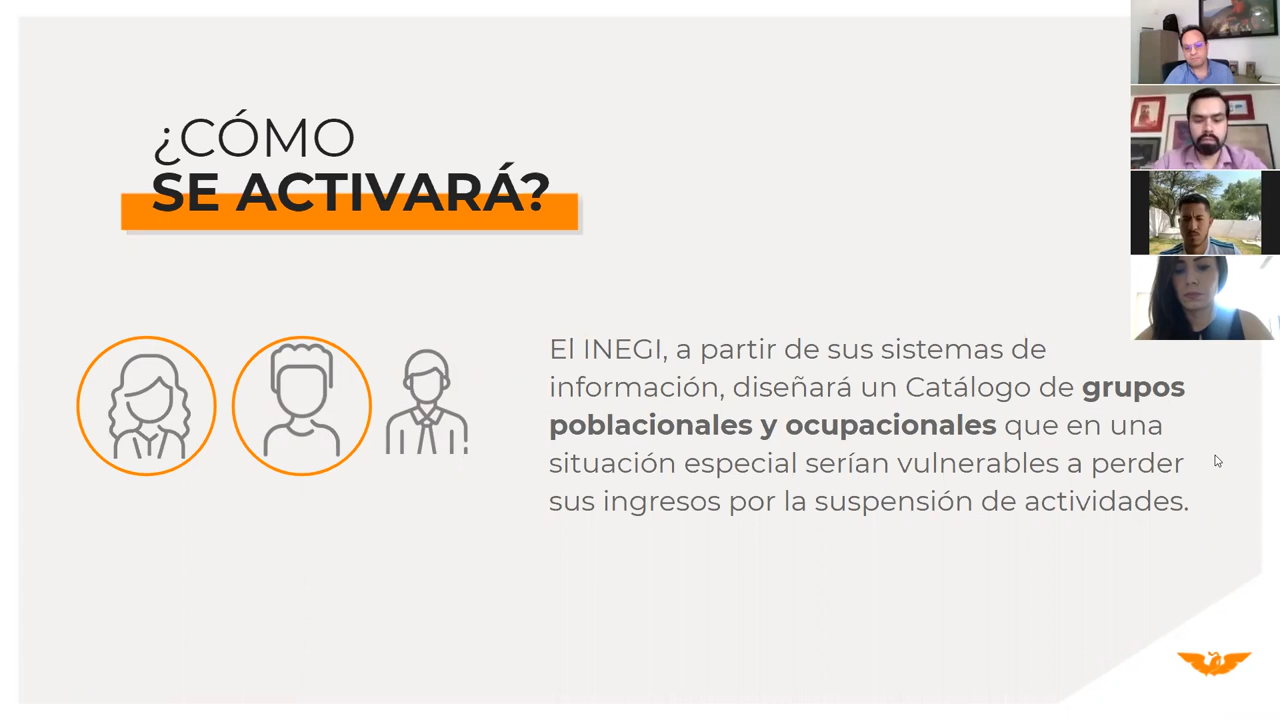 ¿CÓMO
SE ACTIVARÁ?
El INEGI, a partir de sus sistemas de
información, diseñará un Catálogo de grupos
poblacionales y ocupacionales que en una
situación especial serían vulnerables a perder
sus ingresos por la suspensión de actividades.